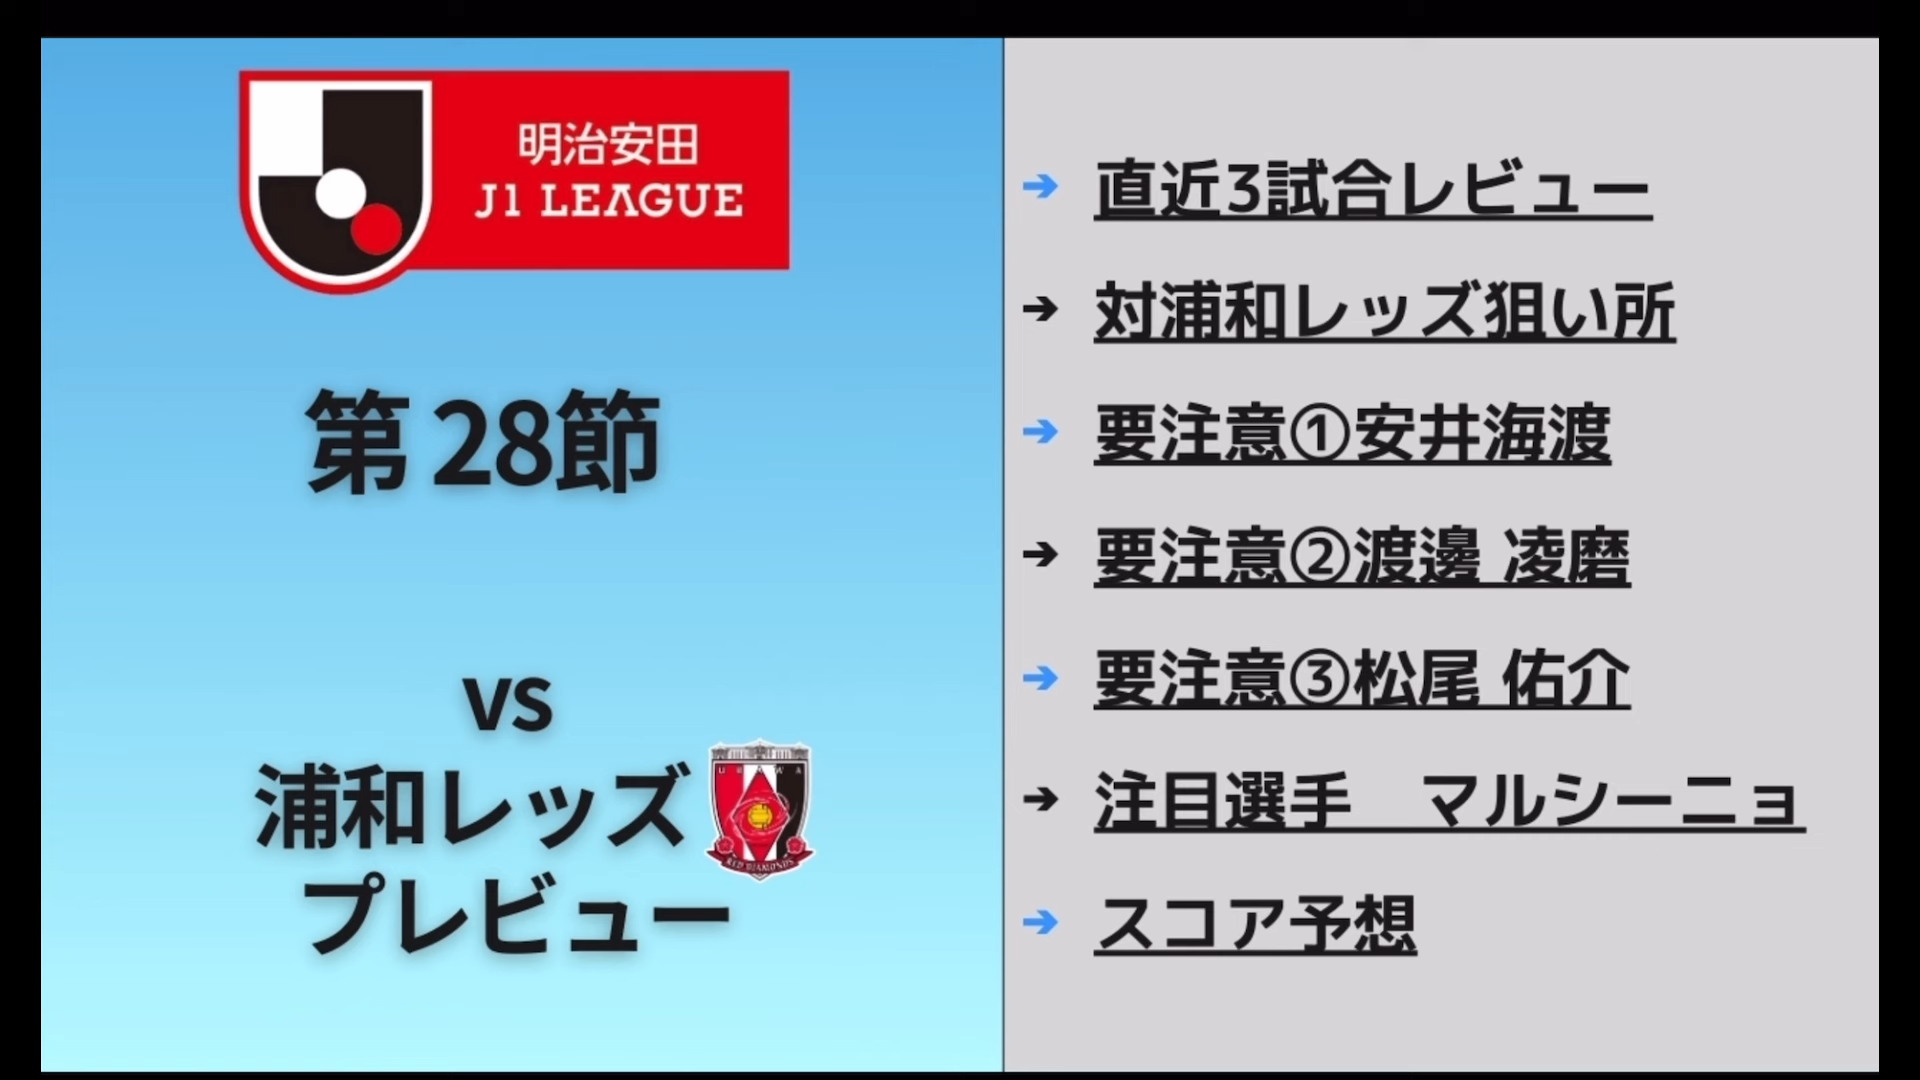 明治安田
J1 LEAGUE
第28節
vs
浦和レッズ
URAWA
RED DIAMONDS
プレビュー
➔ 直近3試合レビュー
➔ 対浦和レッズ狙い所
➔ 要注意①安井海渡
➔ 要注意②渡邊 凌磨
➔ 要注意③松尾 佑介
➔ 注目選手　マルシーニョ
➔ スコア予想